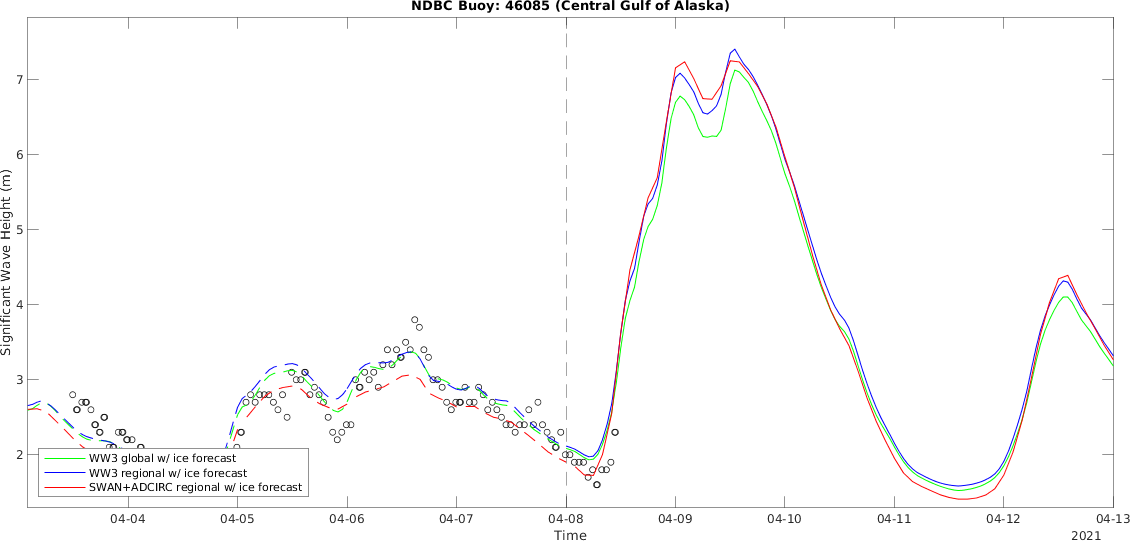 NDBC Buoy: 46085 (Central Gulf of Alaska)
Significant Wave Height (m)
7
6
5
4
3
2
WW3 global w/ ice forecast
WW3 regional w/ ice forecast
SWAN+ADCIRC regional w/ ice forecast
04-04 04-05 04-06 04-07 04-08 04-09 04-10 04-11 04-12 04-13
Time
2021